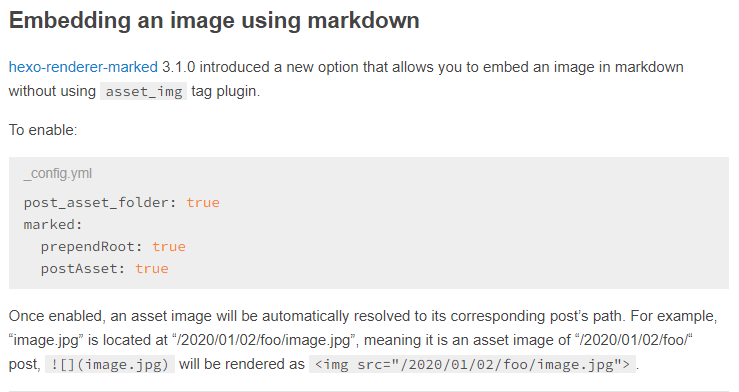 Embedding an image using markdown
hexo-renderer-marked 3.1.0 introduced a new option that allows you to embed an image in markdown
without using asset_img tag plugin.
To enable:
_config.yml
post_asset_folder: true
marked:
  prependRoot: true
  postAsset: true
Once enabled, an asset image will be automatically resolved to its corresponding post’s path. For example,
“image.jpg” is located at “/2020/01/02/foo/image.jpg”, meaning it is an asset image of “/2020/01/02/foo/“
post, ![](image.jpg) will be rendered as <img src="/2020/01/02/foo/image.jpg"> .